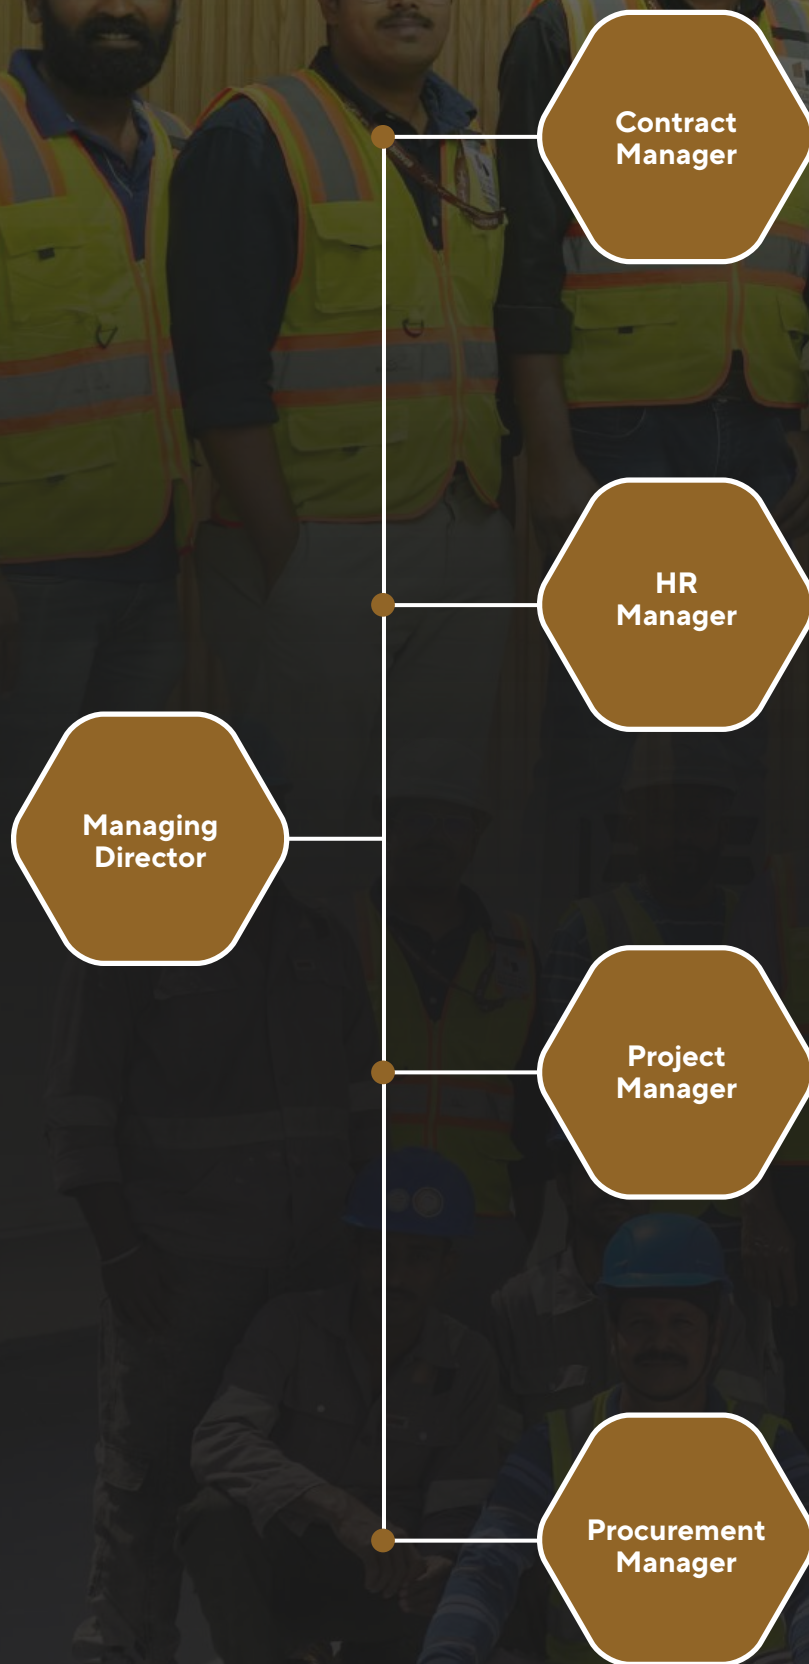 Contract
Manager
HR
Manager
Managing
Director
Project
Manager
Procurement
Manager